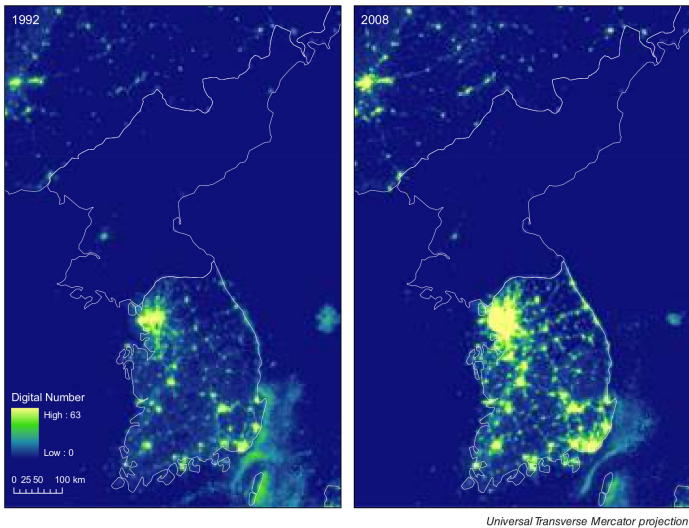 1992
2008
Digital Number
High : 63
Low : 0
0 25 50 100 km
Universal Transverse Mercator projection